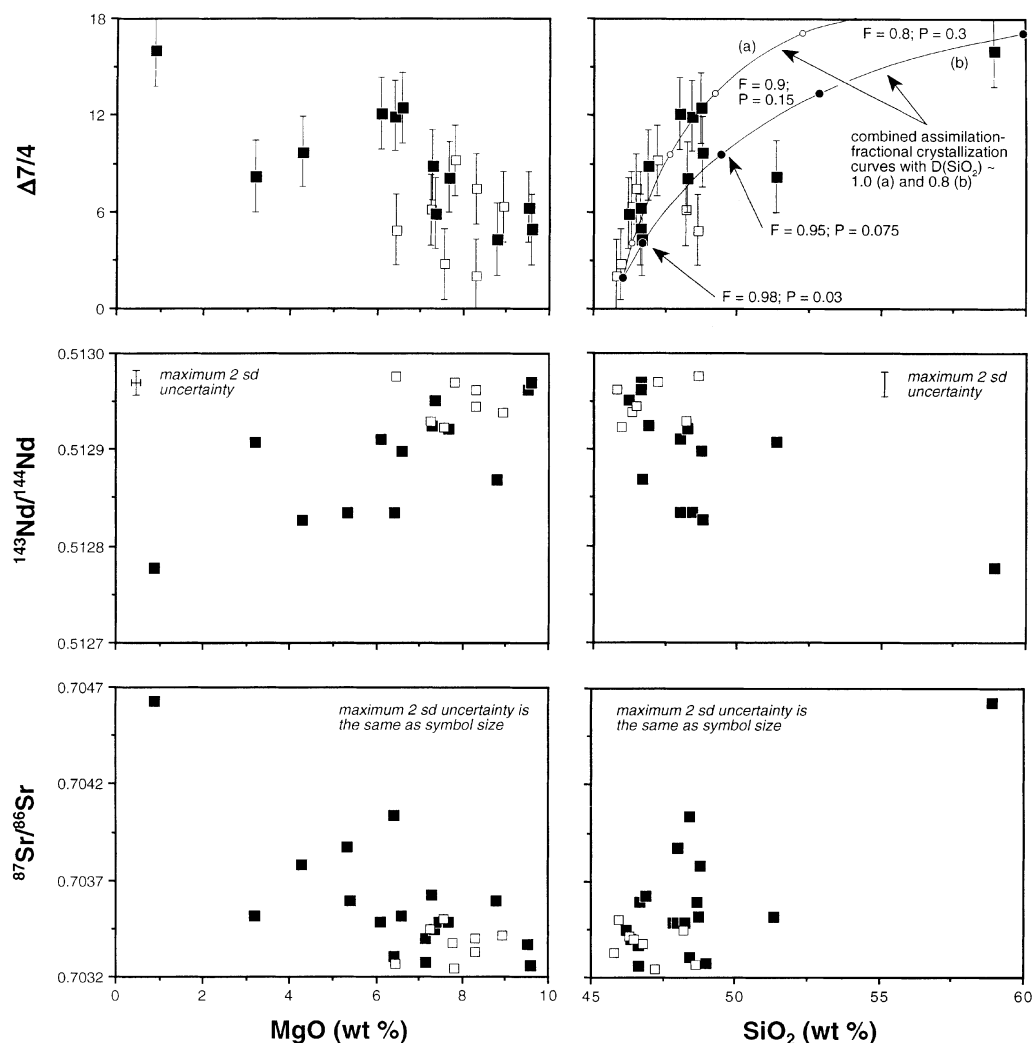 18
12
6
0
Δ7/4
(a)
F = 0.8; P = 0.3
(b)
F = 0.9;
P = 0.15
combined assimilation-
fractional crystallization
curves with D(SiO2) ~
1.0 (a) and 0.8 (b)
F = 0.95; P = 0.075
F = 0.98; P = 0.03
0.5130
0.5129
0.5128
0.5127
143Nd/144Nd
maximum 2 sd
uncertainty
maximum 2 sd
uncertainty
0.7047
0.7042
0.7037
0.7032
87Sr/86Sr
maximum 2 sd uncertainty is
the same as symbol size
maximum 2 sd uncertainty is
the same as symbol size
0 2 4 6 8 10
45 50 55 60
MgO (wt %)
SiO2 (wt %)